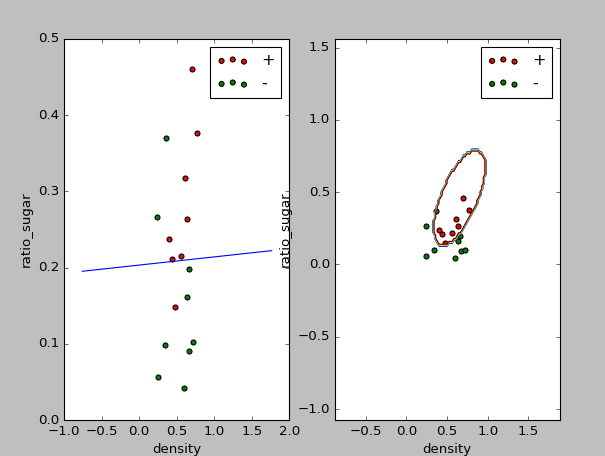 0.5
0.4
0.3
0.2
0.1
0.0
ratio_sugar
−1.0 −0.5 0.0 0.5 1.0 1.5 2.0
density
+
-
1.5
1.0
0.5
0.0
−0.5
−1.0
ratio_sugar
−0.5 0.0 0.5 1.0 1.5
density
+
-